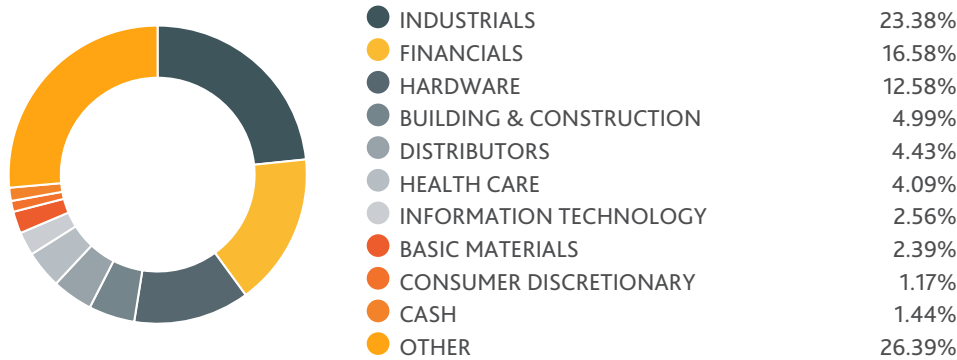 INDUSTRIALS 23.38%
FINANCIALS 16.58%
HARDWARE 12.58%
BUILDING & CONSTRUCTION 4.99%
DISTRIBUTORS 4.43%
HEALTH CARE 4.09%
INFORMATION TECHNOLOGY 2.56%
BASIC MATERIALS 2.39%
CONSUMER DISCRETIONARY 1.17%
CASH 1.44%
OTHER 26.39%